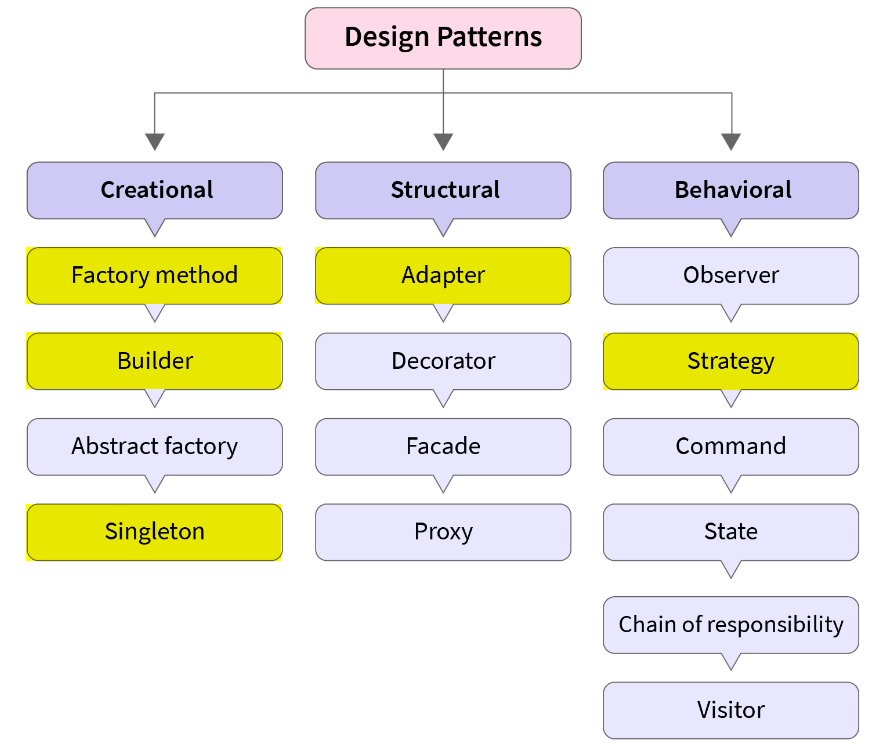 Design Patterns
Creational
Structural
Behavioral
Factory method
Adapter
Observer
Builder
Decorator
Strategy
Abstract factory
Facade
Command
Singleton
Proxy
State
Chain of responsibility
Visitor